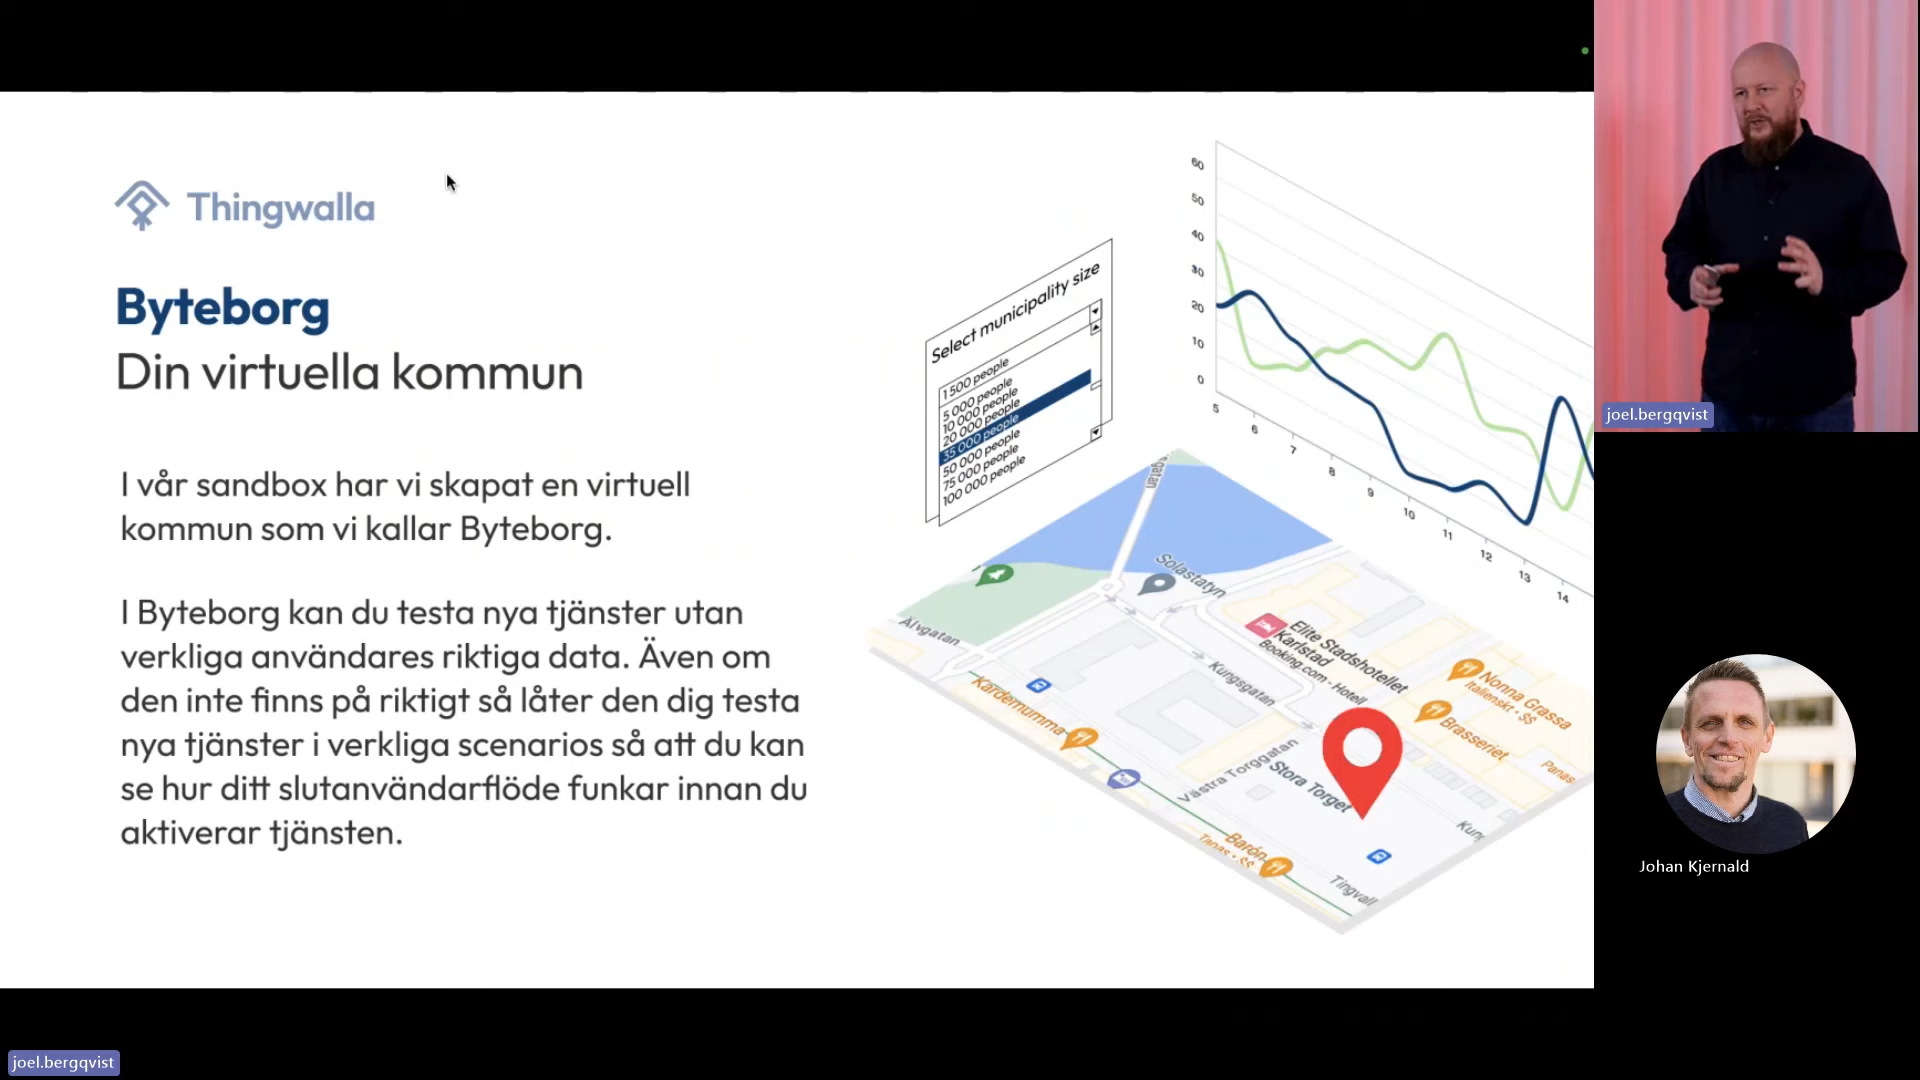 Thingwalla
Byteborg
Din virtuella kommun
I vår sandbox har vi skapat en virtuell
kommun som vi kallar Byteborg.
I Byteborg kan du testa nya tjänster utan
verkliga användares riktiga data. Även om
den inte finns på riktigt så låter den dig testa
nya tjänster i verkliga scenarios så att du kan
se hur ditt slutanvändarflöde funkar innan du
aktiverar tjänsten.
Select municipality size
1 500 people
5 000 people
10 000 people
20 000 people
35 000 people
50 000 people
75 000 people
100 000 people
60
50
40
30
20
10
0
5
6
7
8
9
10
11
12
13
14
Solastatyn
Älvgatan
Elite Stadshotellet
Karlstad
Booking.com - Hotell
Kungsgatan
Kardemumma
Nonna Grassa
Italienskt • $$
Brasseriet
Panas
Västra Torggatan
Stora Torget
Barón
Tapas • $$
Tingvall
joel.bergqvist
Johan Kjernald
joel.bergqvist